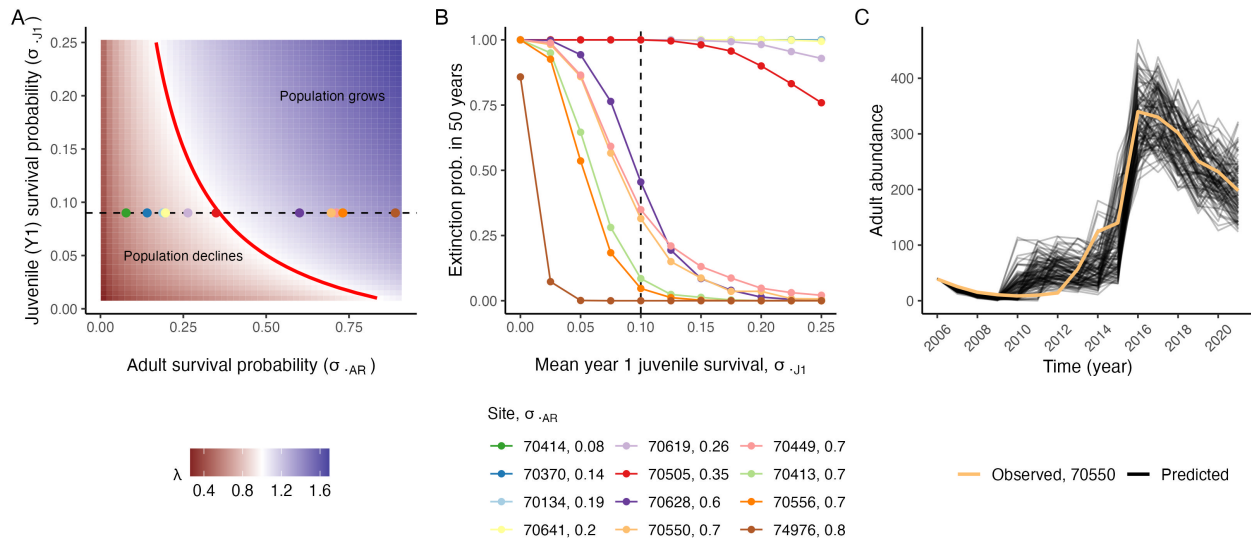 A
Juvenile (Y1) survival probability (σ ·J1)
0.25
0.20
0.15
0.10
0.05
0.00
Population grows
Population declines
0.00 0.25 0.50 0.75
Adult survival probability (σ ·AR)
λ
0.4 0.8 1.2 1.6
B
Extinction prob. in 50 years
1.00
0.75
0.50
0.25
0.00
0.00 0.05 0.10 0.15 0.20 0.25
Mean year 1 juvenile survival, σ ·J1
Site, σ ·AR
70414, 0.08 70619, 0.26 70449, 0.7
70370, 0.14 70505, 0.35 70413, 0.7
70134, 0.19 70628, 0.6 70556, 0.7
70641, 0.2 70550, 0.7 74976, 0.8
C
Adult abundance
400
300
200
100
0
2006 2008 2010 2012 2014 2016 2018 2020
Time (year)
Observed, 70550 Predicted